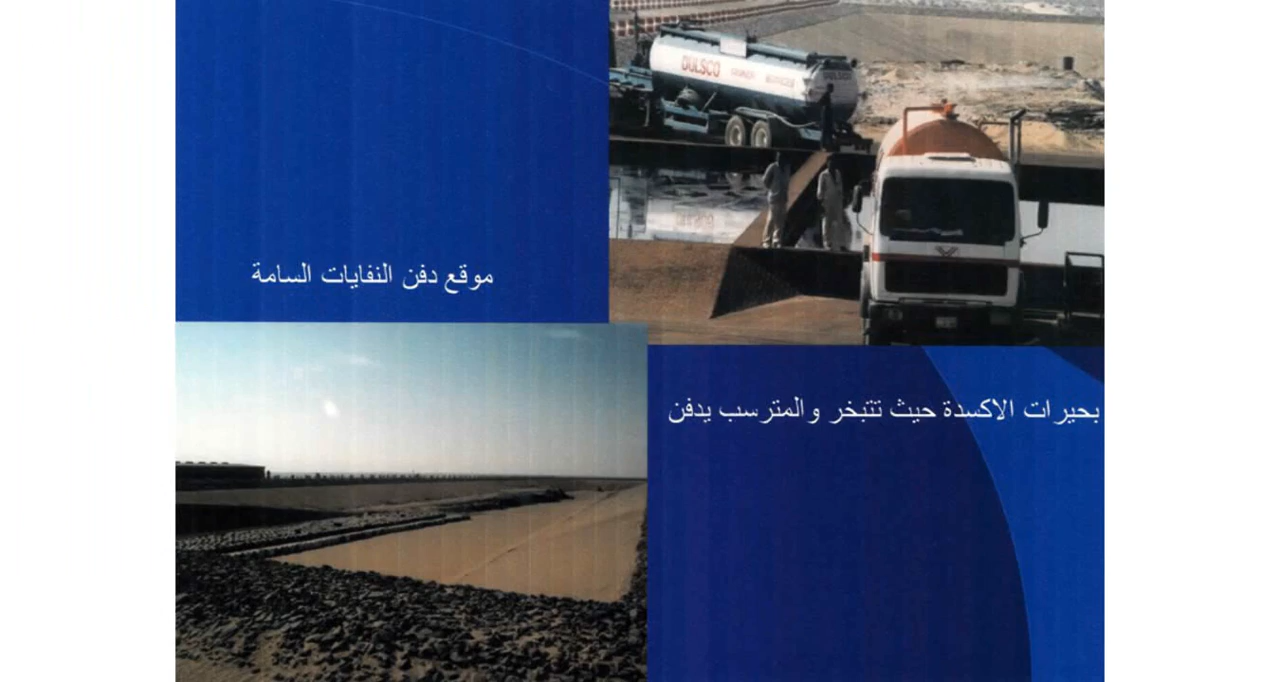 DULSCO
موقع دفن النفايات السامة
بحيرات الاكسدة حيث تتبخر والمترسب يدفن